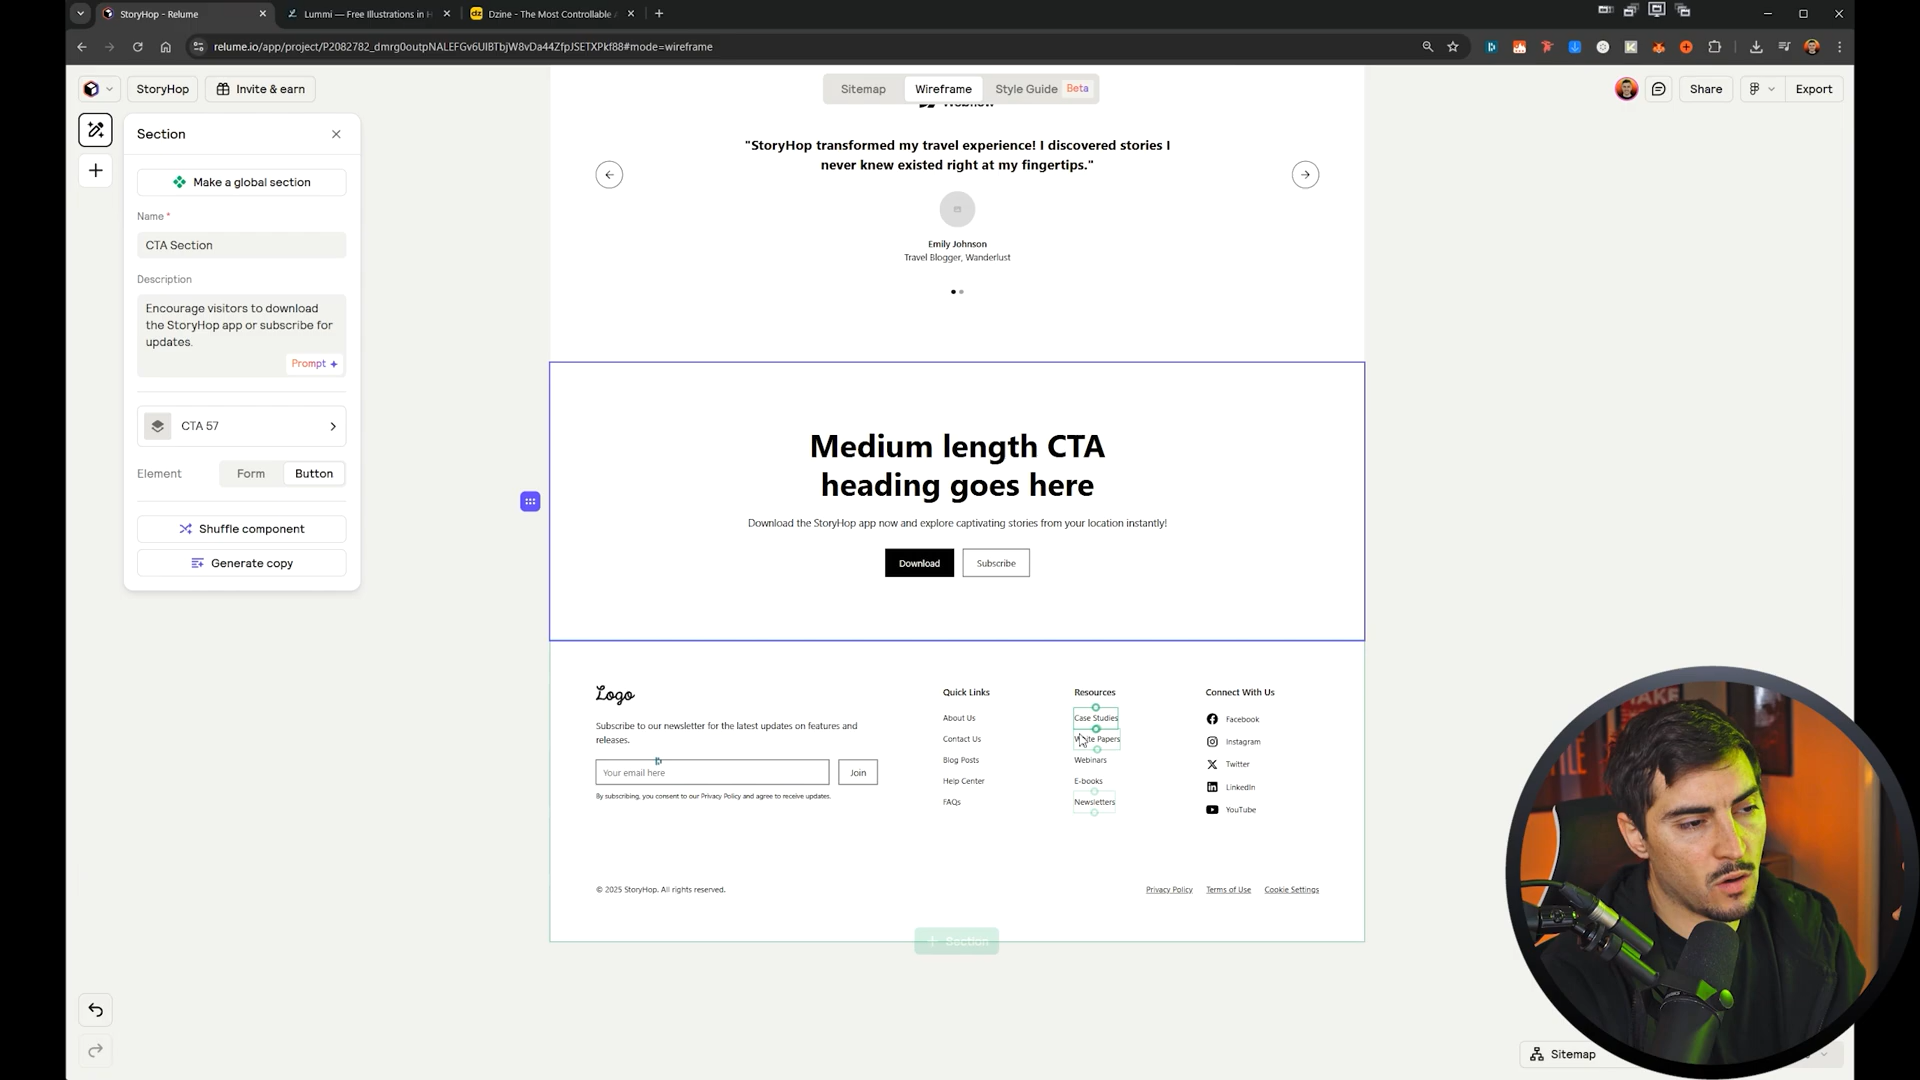 StoryHop - Relume
Lummi — Free Illustrations in H
dz
Dzine - The Most Controllable
relume.io/app/project/P2082782_dmrg0outpNALEFGv6UIBTbjW8vDa44ZfpJSETXPkf88#mode=wireframe
StoryHop
Invite & earn
Sitemap
Wireframe
Style Guide
Beta
Share
Export
Section
Make a global section
Name *
CTA Section
Description
Encourage visitors to download
the StoryHop app or subscribe for
updates.
Prompt
CTA 57
Element
Form
Button
Shuffle component
Generate copy
Webflow
"StoryHop transformed my travel experience! I discovered stories I
never knew existed right at my fingertips."
Emily Johnson
Travel Blogger, Wanderlust
Medium length CTA
heading goes here
Download the StoryHop app now and explore captivating stories from your location instantly!
Download
Subscribe
Logo
Subscribe to our newsletter for the latest updates on features and
releases.
Your email here
Join
By subscribing, you consent to our Privacy Policy and agree to receive updates.
Quick Links
About Us
Contact Us
Blog Posts
Help Center
FAQs
Resources
Case Studies
White Papers
Webinars
E-books
Newsletters
Connect With Us
Facebook
Instagram
Twitter
LinkedIn
YouTube
© 2025 StoryHop. All rights reserved.
Privacy Policy
Terms of Use
Cookie Settings
+ Section
Sitemap